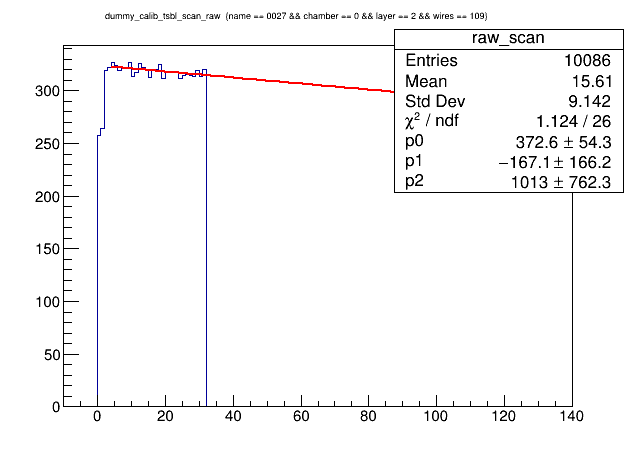 dummy_calib_tsbl_scan_raw (name == 0027 && chamber == 0 && layer == 2 && wires == 109)
raw_scan
Entries 10086
Mean 15.61
Std Dev 9.142
χ² / ndf 1.124 / 26
p0 372.6 ± 54.3
p1 −167.1 ± 166.2
p2 1013 ± 762.3
300
250
200
150
100
50
0
0 20 40 60 80 100 120 140